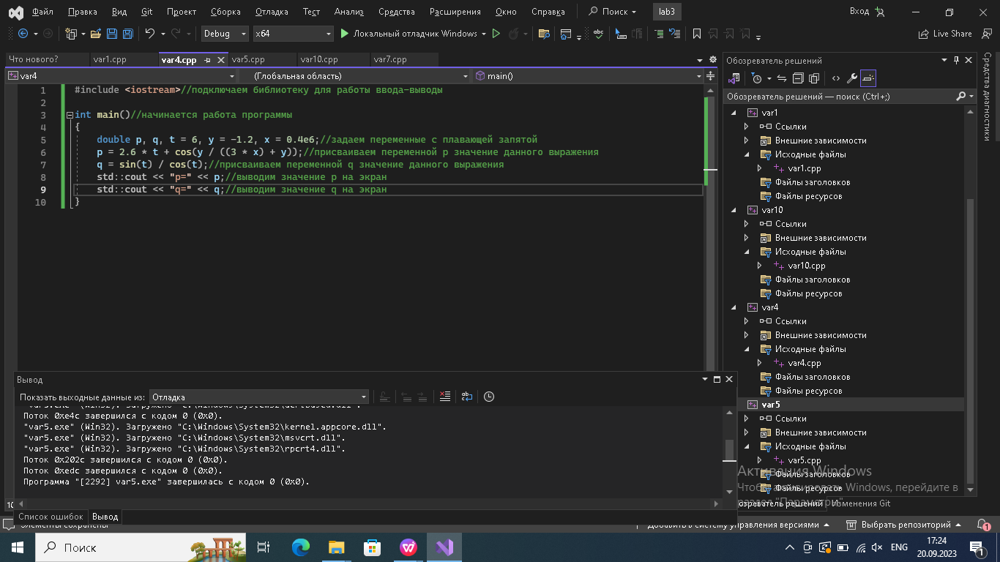 Файл Правка Вид Git Проект Сборка Отладка Тест Анализ Средства Расширения Окно Справка Поиск lab3 Вход
Debug x64 Локальный отладчик Windows Live Share
Что нового? var1.cpp var4.cpp var5.cpp var10.cpp var7.cpp
var4 (Глобальная область) main()
1 #include <iostream>//подключаем библиотеку для работы ввода-выводы
2
3 int main()//начинается работа программы
4 {
5 double p, q, t = 6, y = -1.2, x = 0.4e6;//задаем переменные с плавающей запятой
6 p = 2.6 * t + cos(y / ((3 * x) + y));//присваиваем переменной p значение данного выражения
7 q = sin(t) / cos(t);//присваиваем переменной q значение данного выражения
8 std::cout << "p=" << p;//выводим значение p на экран
9 std::cout << "q=" << q;//выводим значение q на экран
10 }
Обозреватель решений
Обозреватель решений — поиск (Ctrl+;)
var1
Ссылки
Внешние зависимости
Исходные файлы
var1.cpp
Файлы заголовков
Файлы ресурсов
var10
Ссылки
Внешние зависимости
Исходные файлы
var10.cpp
Файлы заголовков
Файлы ресурсов
var4
Ссылки
Внешние зависимости
Исходные файлы
var4.cpp
Файлы заголовков
Файлы ресурсов
var5
Ссылки
Внешние зависимости
Исходные файлы
var5.cpp
Файлы заголовков
Файлы ресурсов
Средства диагностики
Активация Windows
Чтобы активировать Windows, перейдите в
раздел "Параметры".
обозреватель решений Изменения Git
Вывод
Показать выходные данные из: Отладка
"var5.exe" (Win32). Загружено "C:\Windows\System32\ucrtbased.dll".
Поток 0xe4c завершился с кодом 0 (0x0).
"var5.exe" (Win32). Загружено "C:\Windows\System32\kernel.appcore.dll".
"var5.exe" (Win32). Загружено "C:\Windows\System32\msvcrt.dll".
"var5.exe" (Win32). Загружено "C:\Windows\System32\rpcrt4.dll".
Поток 0x202c завершился с кодом 0 (0x0).
Поток 0xedc завершился с кодом 0 (0x0).
Программа "[2292] var5.exe" завершилась с кодом 0 (0x0).
10
Список ошибок Вывод
Элементы сохранены Добавить в систему управления версиями Выбрать репозиторий 1
Поиск ENG 17:24
20.09.2023 1